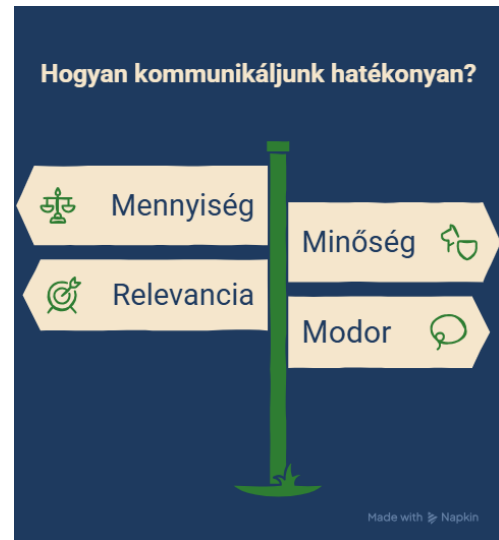 Hogyan kommunikáljunk hatékonyan?
Mennyiség
Minőség
Relevancia
Modor
Made with Napkin